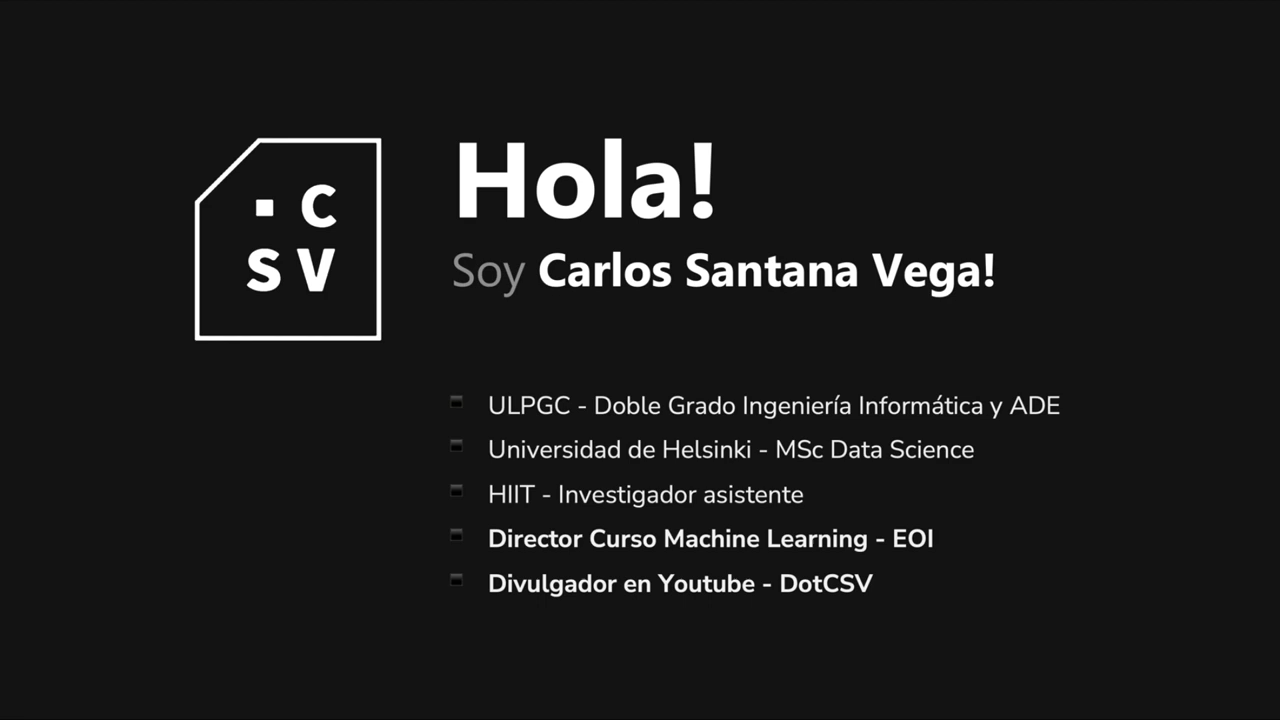 . C
S V
Hola!
Soy Carlos Santana Vega!
ULPGC - Doble Grado Ingeniería Informática y ADE
Universidad de Helsinki - MSc Data Science
HIIT - Investigador asistente
Director Curso Machine Learning - EOI
Divulgador en Youtube - DotCSV